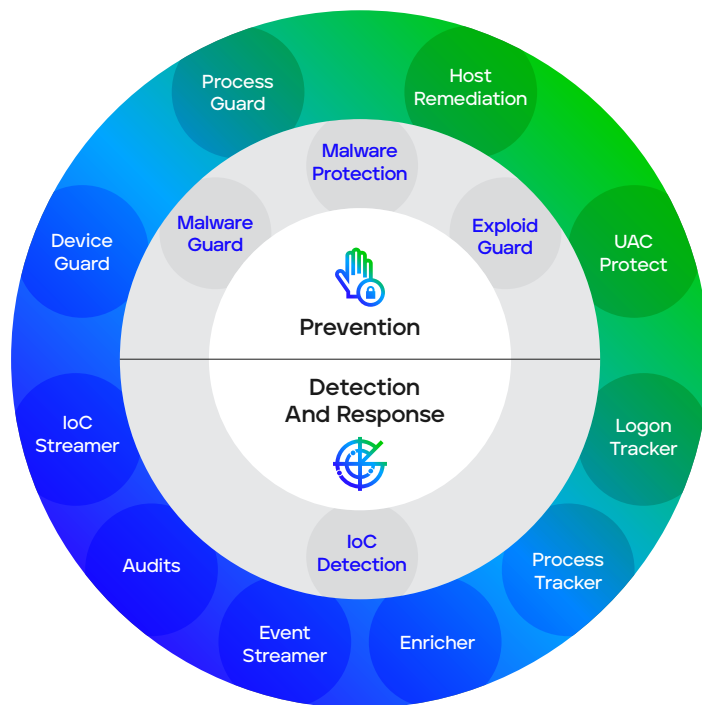 Process
Guard
Host
Remediation
Malware
Protection
Malware
Guard
Exploid
Guard
Device
Guard
UAC
Protect
Prevention
Detection
And Response
IoC
Streamer
Logon
Tracker
IoC
Detection
Audits
Process
Tracker
Event
Streamer
Enricher